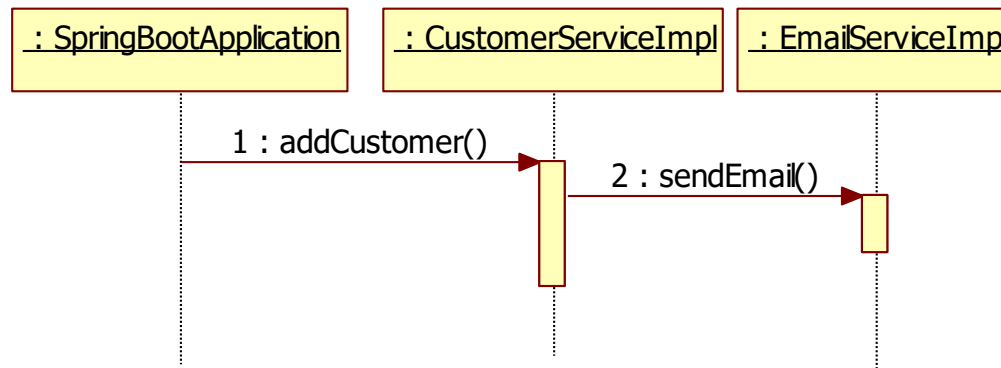 : SpringBootApplication
: CustomerServiceImpl
: EmailServiceImp
1 : addCustomer()
2 : sendEmail()